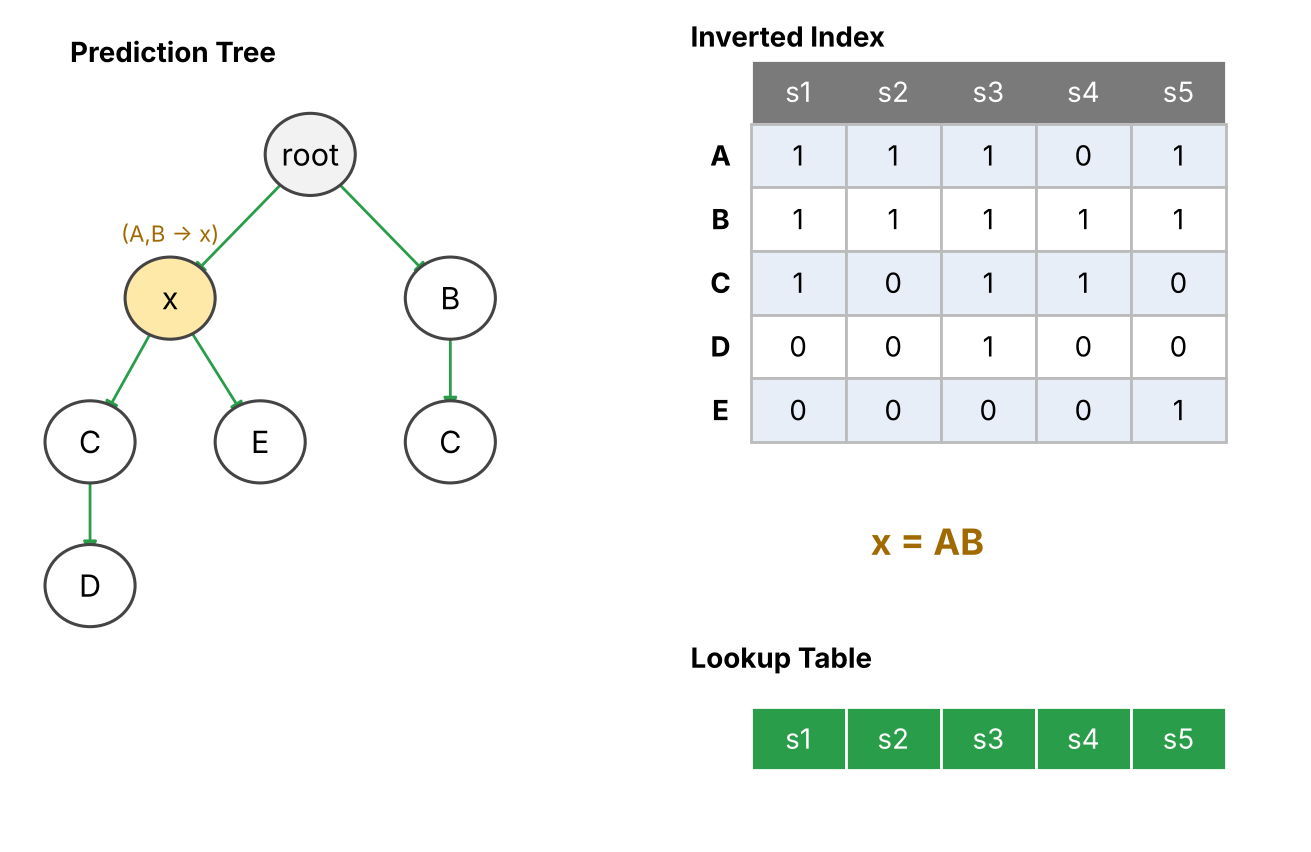 Prediction Tree
root
(A,B → x)
x
B
C
E
C
D
Inverted Index
s1 s2 s3 s4 s5
A 1 1 1 0 1
B 1 1 1 1 1
C 1 0 1 1 0
D 0 0 1 0 0
E 0 0 0 0 1
x = AB
Lookup Table
s1 s2 s3 s4 s5